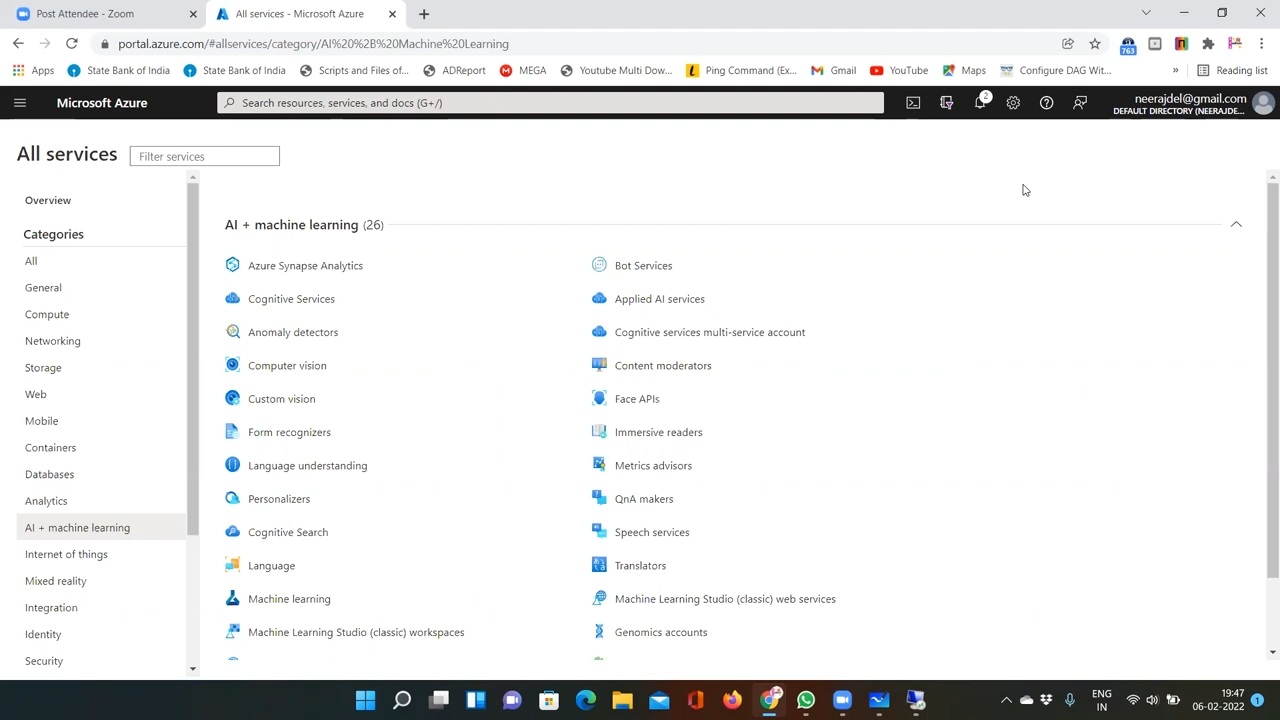 Post Attendee - Zoom
All services - Microsoft Azure
portal.azure.com/#allservices/category/AI%20%2B%20Machine%20Learning
763
Apps
State Bank of India
State Bank of India
Scripts and Files of...
ADReport
MEGA
Youtube Multi Dow...
Ping Command (Ex...
Gmail
YouTube
Maps
Configure DAG Wit...
»
Reading list
Microsoft Azure
Search resources, services, and docs (G+/)
2
neerajdel@gmail.com
DEFAULT DIRECTORY (NEERAJDE...
All services
Filter services
Overview
Categories
All
General
Compute
Networking
Storage
Web
Mobile
Containers
Databases
Analytics
AI + machine learning
Internet of things
Mixed reality
Integration
Identity
Security
AI + machine learning (26)
Azure Synapse Analytics
Bot Services
Cognitive Services
Applied AI services
Anomaly detectors
Cognitive services multi-service account
Computer vision
Content moderators
Custom vision
Face APIs
Form recognizers
Immersive readers
Language understanding
Metrics advisors
Personalizers
QnA makers
Cognitive Search
Speech services
Language
Translators
Machine learning
Machine Learning Studio (classic) web services
Machine Learning Studio (classic) workspaces
Genomics accounts
ENG
IN
19:47
06-02-2022
1